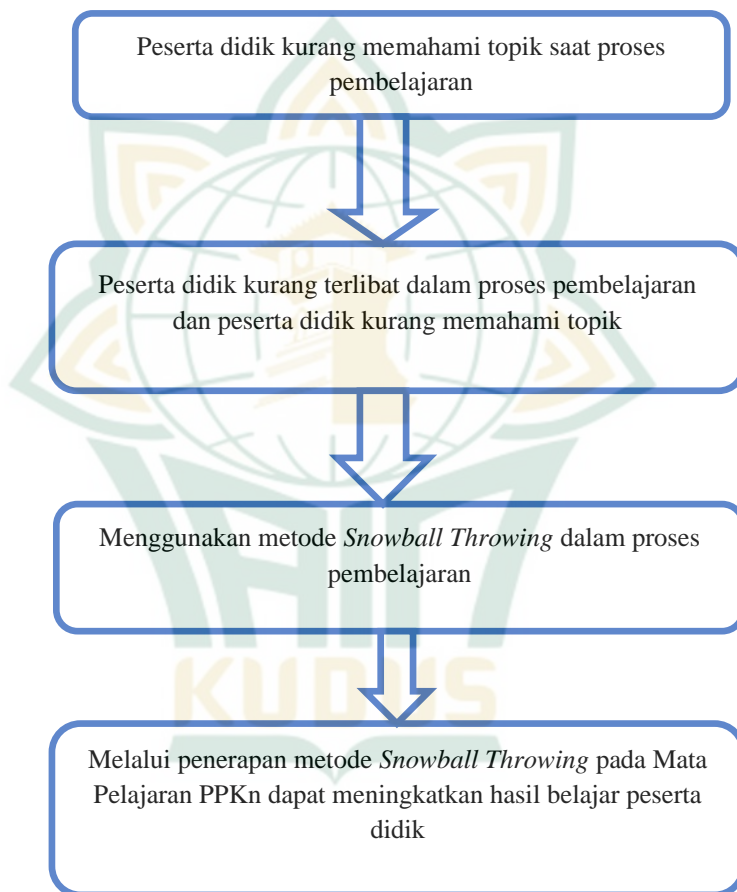 Peserta didik kurang memahami topik saat proses
pembelajaran
Peserta didik kurang terlibat dalam proses pembelajaran
dan peserta didik kurang memahami topik
Menggunakan metode Snowball Throwing dalam proses
pembelajaran
KUDUS
Melalui penerapan metode Snowball Throwing pada Mata
Pelajaran PPKn dapat meningkatkan hasil belajar peserta
didik